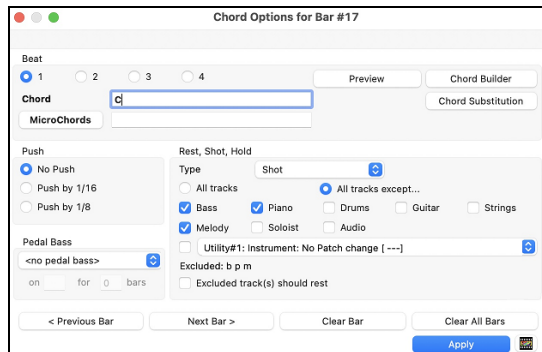 Chord Options for Bar #17
Beat
1 2 3 4 Preview Chord Builder
Chord C Chord Substitution
MicroChords
Push Rest, Shot, Hold
No Push Type Shot
Push by 1/16 All tracks All tracks except...
Push by 1/8 Bass Piano Drums Guitar Strings
Melody Soloist Audio
Pedal Bass
<no pedal bass> Utility#1: Instrument: No Patch change [ ---]
on for 0 bars Excluded: b p m
Excluded track(s) should rest
< Previous Bar Next Bar > Clear Bar Clear All Bars
Apply